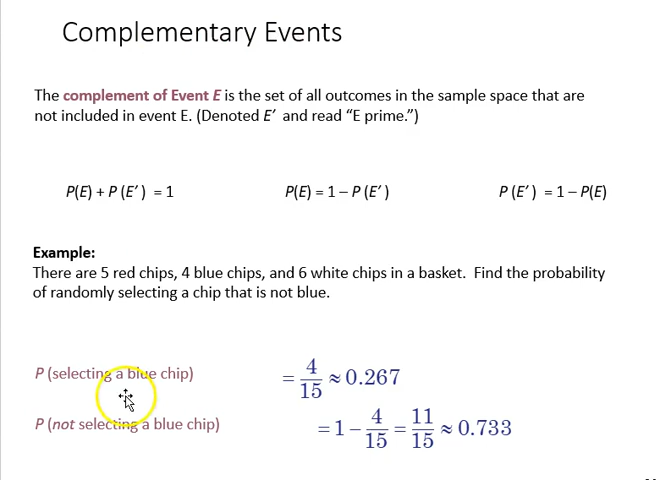 Complementary Events
The complement of Event E is the set of all outcomes in the sample space that are
not included in event E. (Denoted E′ and read “E prime.”)
P(E) + P (E′ ) = 1 P(E) = 1 – P (E′ ) P (E′ ) = 1 – P(E)
Example:
There are 5 red chips, 4 blue chips, and 6 white chips in a basket. Find the probability
of randomly selecting a chip that is not blue.
P (selecting a blue chip) = 4/15 ≈ 0.267
P (not selecting a blue chip) = 1 − 4/15 = 11/15 ≈ 0.733